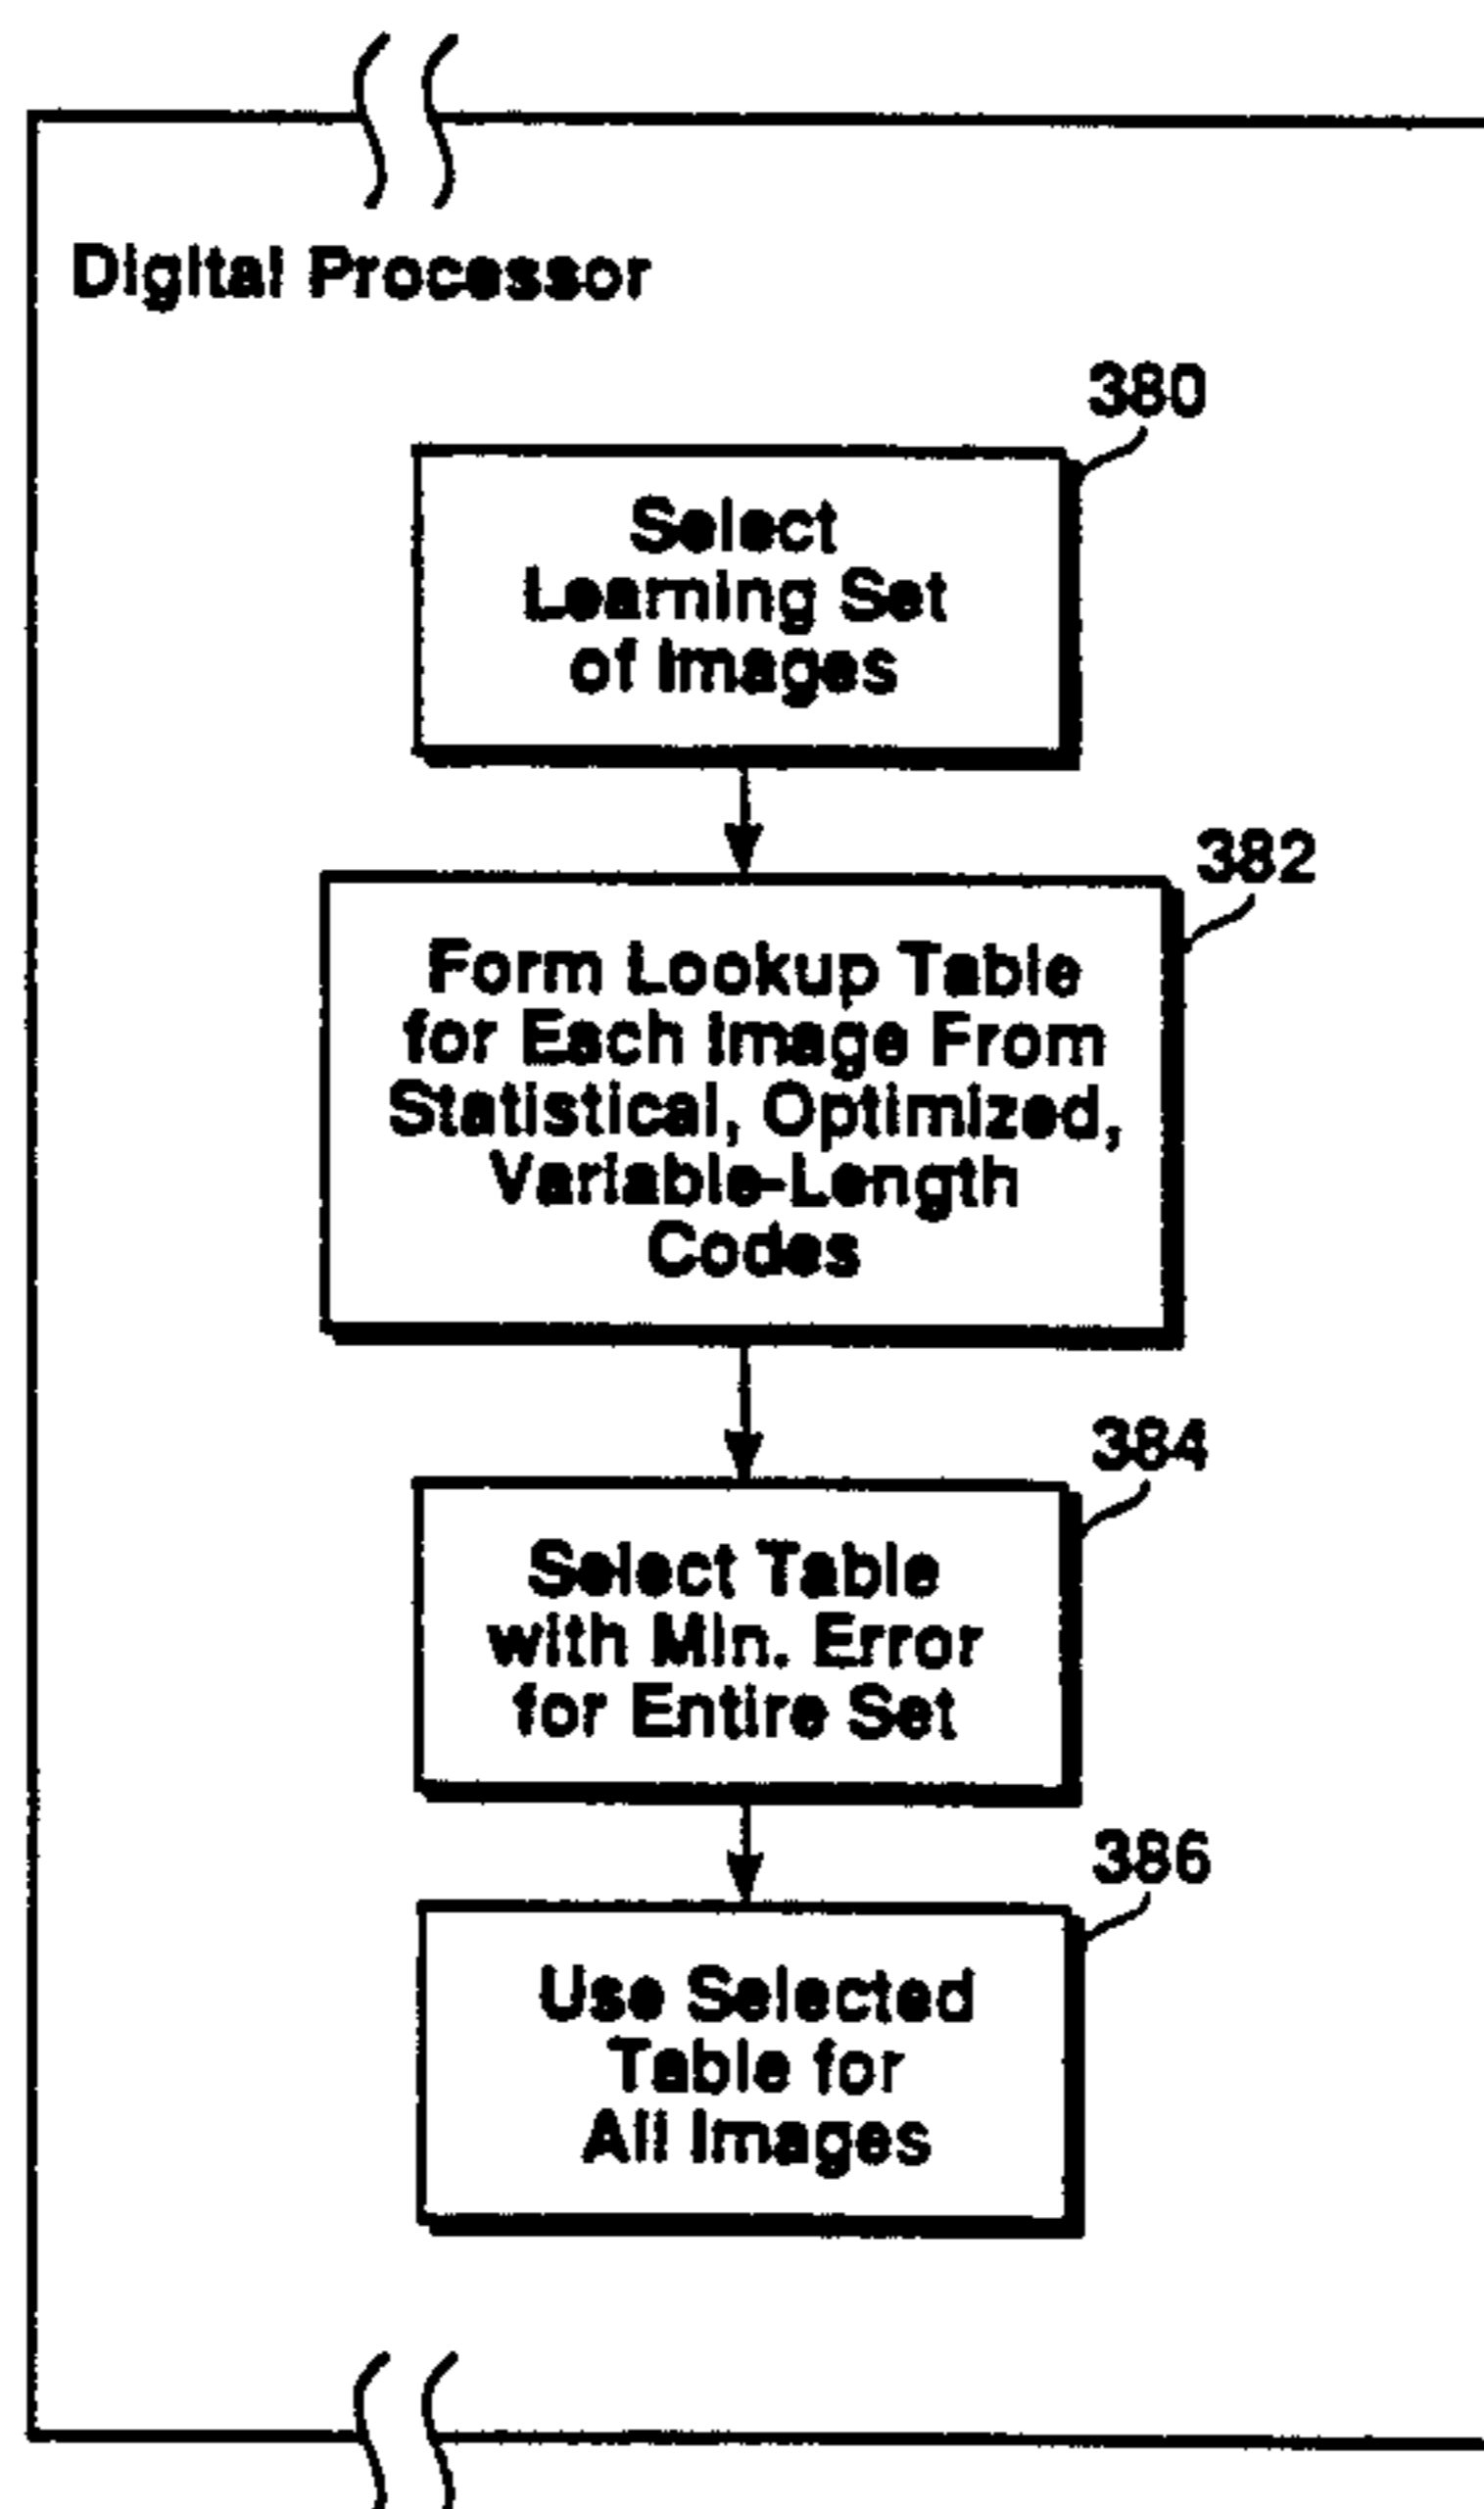 Digital Processor
380
Select
Learning Set
of Images
382
Form Lookup Table
for Each Image From
Statistical, Optimized,
Variable-Length
Codes
384
Select Table
with Min. Error
for Entire Set
386
Use Selected
Table for
All Images